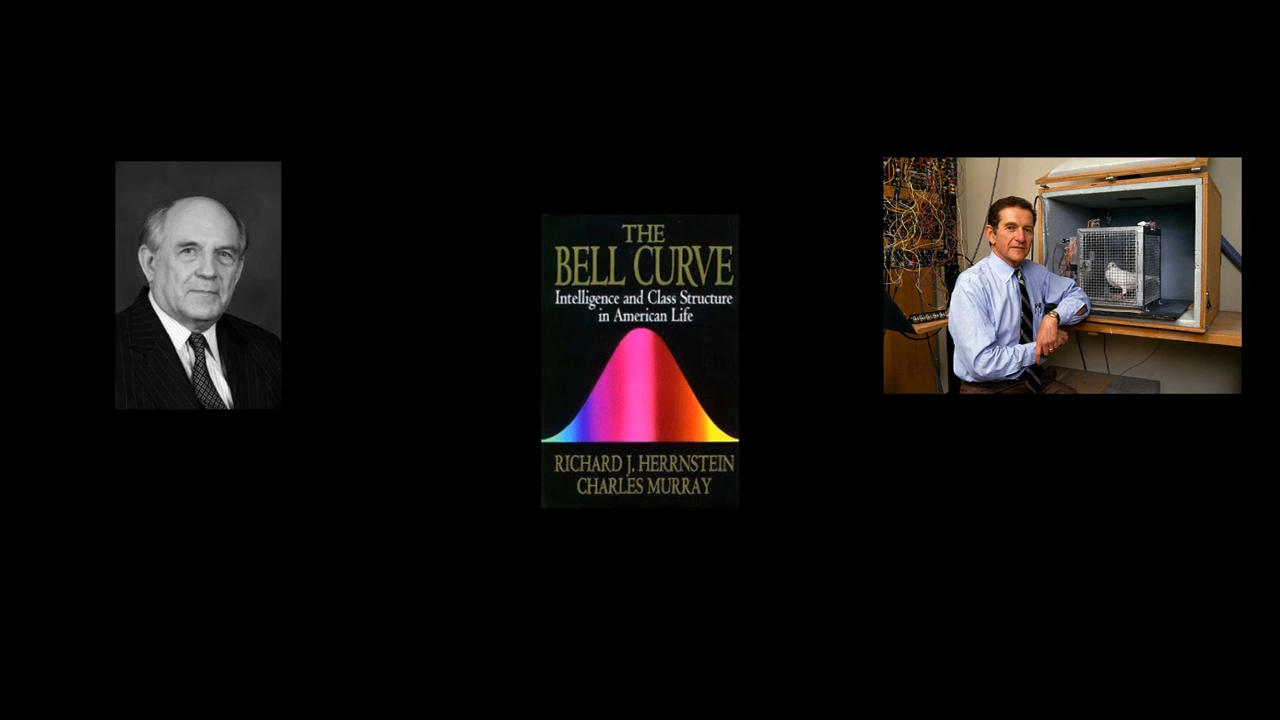 THE
BELL CURVE
Intelligence and Class Structure
in American Life
RICHARD J. HERRNSTEIN
CHARLES MURRAY